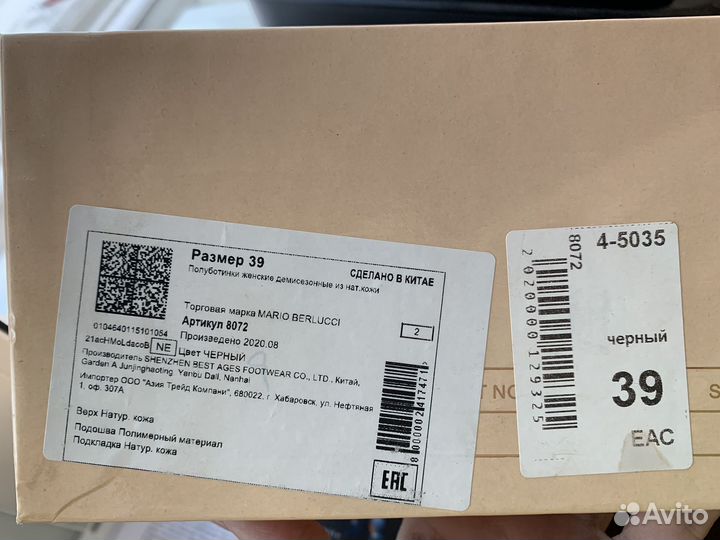 Размер 39
Полуботинки женские демисезонные из нат.кожи
СДЕЛАНО В КИТАЕ
Торговая марка MARIO BERLUCCI
Артикул 8072
2
Произведено 2020.08
0104640115101054
21acHMoLdacoB NE Цвет ЧЕРНЫЙ
Производитель SHENZHEN BEST AGES FOOTWEAR CO., LTD., Китай,
Garden A Junjinghaoting Yanbu Dali, Nanhai
Импортер ООО "Азия Трейд Компани", 680022, г. Хабаровск, ул. Нефтяная
1, оф. 307А
Верх Натур. кожа
Подошва Полимерный материал
Подкладка Натур. кожа
EAC
8072
4-5035
черный
39
EAC
T NO
S
Avito